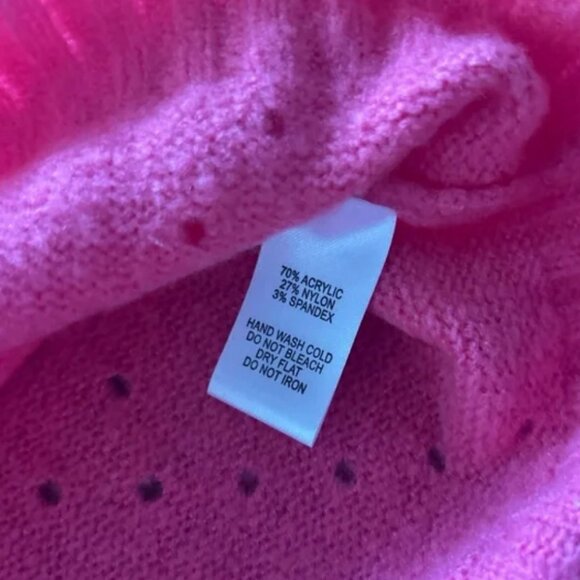 70% ACRYLIC
27% NYLON
3% SPANDEX
HAND WASH COLD
DO NOT BLEACH
DRY FLAT
DO NOT IRON